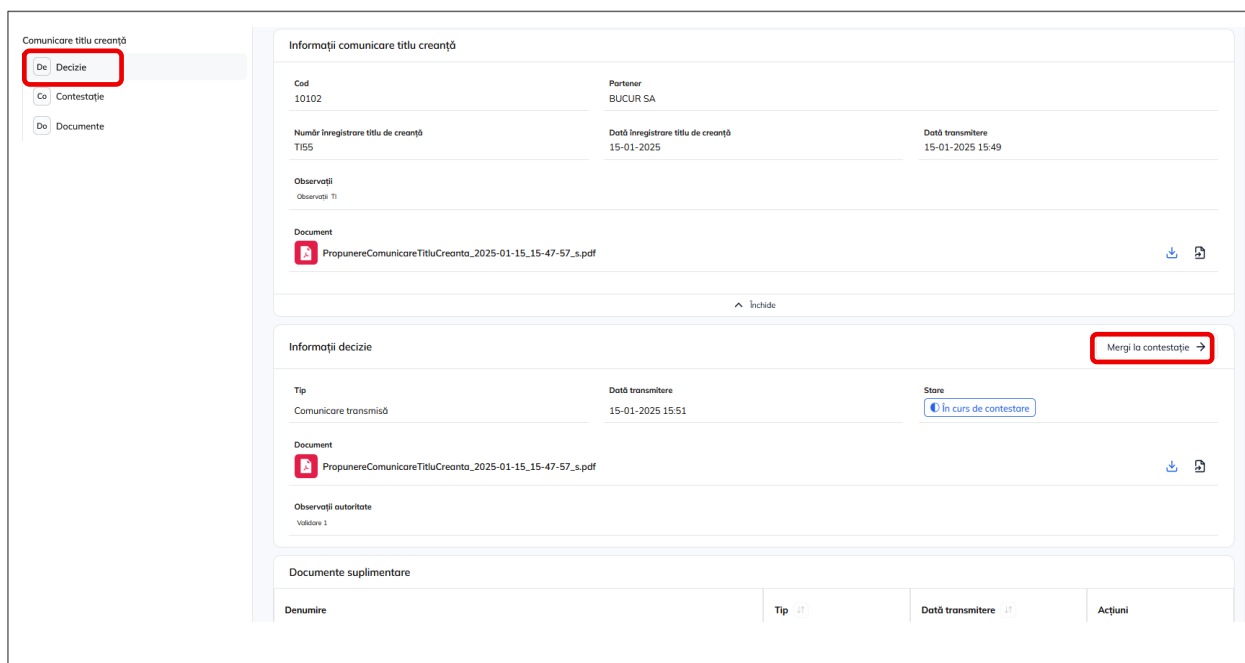 Comunicare titlu creanță
De Decizie
Co Contestație
Do Documente
Informații comunicare titlu creanță
Cod
Partener
10102
BUCUR SA
Număr înregistrare titlu de creanță
Dată înregistrare titlu de creanță
Dată transmitere
TI55
15-01-2025
15-01-2025 15:49
Observații
Observații TI
Document
PropunereComunicareTitluCreanta_2025-01-15_15-47-57_s.pdf
Închide
Informații decizie
Mergi la contestație →
Tip
Dată transmitere
Stare
Comunicare transmisă
15-01-2025 15:51
În curs de contestare
Document
PropunereComunicareTitluCreanta_2025-01-15_15-47-57_s.pdf
Observații autoritate
Validare 1
Documente suplimentare
Denumire
Tip
Dată transmitere
Acțiuni